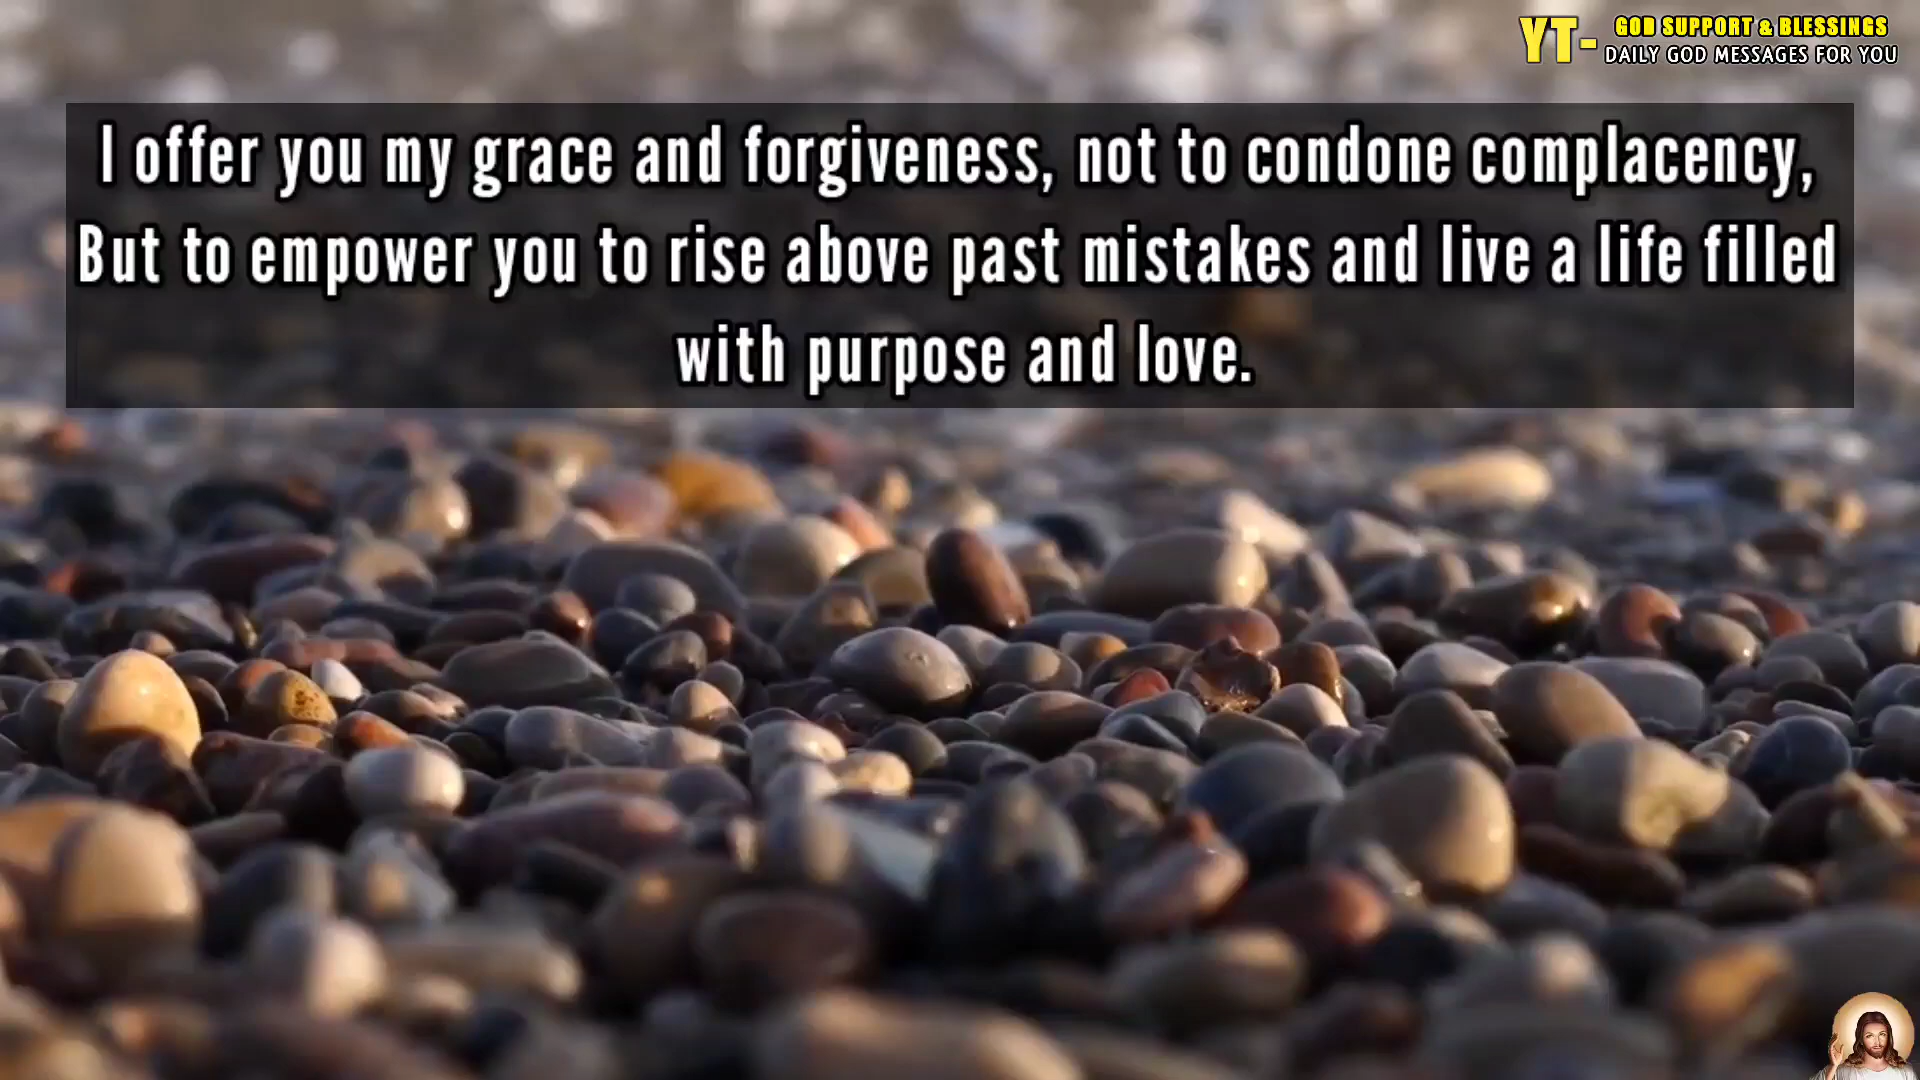 YT- GOD SUPPORT & BLESSINGS
DAILY GOD MESSAGES FOR YOU
I offer you my grace and forgiveness, not to condone complacency,
But to empower you to rise above past mistakes and live a life filled
with purpose and love.